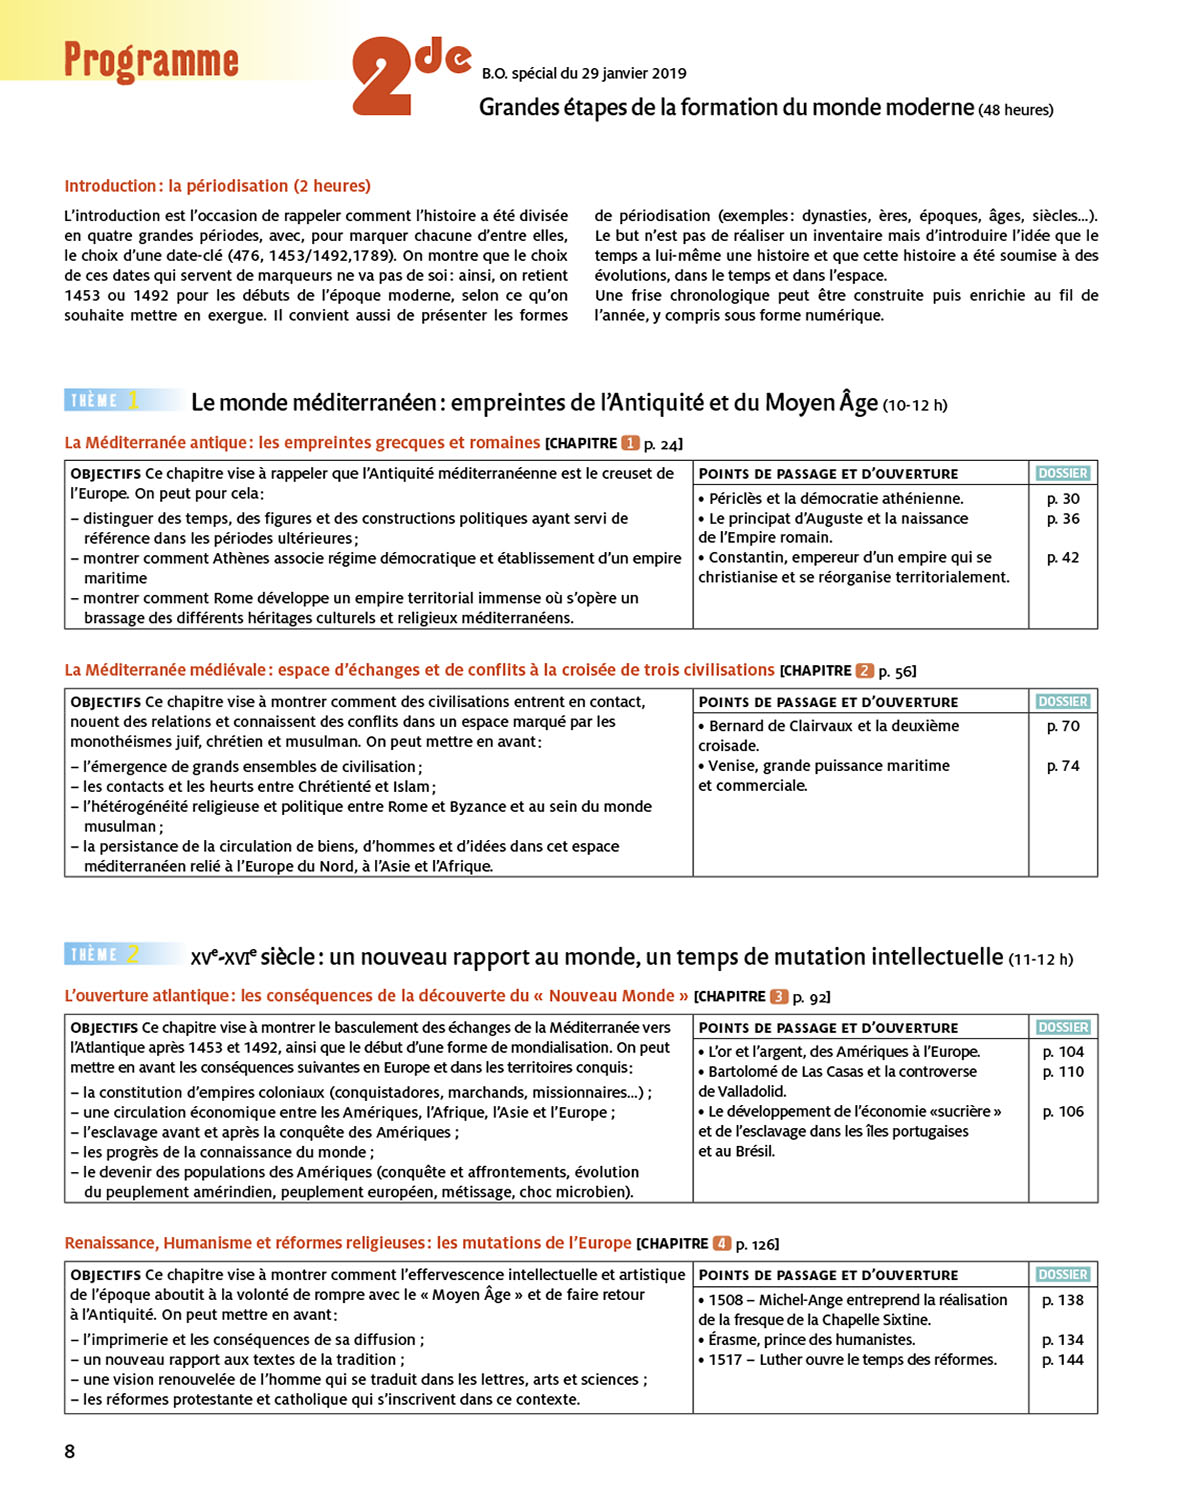 Programme
2de
B.O. spécial du 29 janvier 2019
Grandes étapes de la formation du monde moderne (48 heures)
Introduction : la périodisation (2 heures)
L’introduction est l’occasion de rappeler comment l’histoire a été divisée
en quatre grandes périodes, avec, pour marquer chacune d’entre elles,
le choix d’une date-clé (476, 1453/1492,1789). On montre que le choix
de ces dates qui servent de marqueurs ne va pas de soi : ainsi, on retient
1453 ou 1492 pour les débuts de l’époque moderne, selon ce qu’on
souhaite mettre en exergue. Il convient aussi de présenter les formes
de périodisation (exemples : dynasties, ères, époques, âges, siècles…).
Le but n’est pas de réaliser un inventaire mais d’introduire l’idée que le
temps a lui-même une histoire et que cette histoire a été soumise à des
évolutions, dans le temps et dans l’espace.
Une frise chronologique peut être construite puis enrichie au fil de
l’année, y compris sous forme numérique.
THÈME 1 Le monde méditerranéen : empreintes de l’Antiquité et du Moyen Âge (10-12 h)
La Méditerranée antique : les empreintes grecques et romaines [CHAPITRE 1 p. 24]
OBJECTIFS Ce chapitre vise à rappeler que l’Antiquité méditerranéenne est le creuset de
l’Europe. On peut pour cela :
– distinguer des temps, des figures et des constructions politiques ayant servi de
référence dans les périodes ultérieures ;
– montrer comment Athènes associe régime démocratique et établissement d’un empire
maritime
– montrer comment Rome développe un empire territorial immense où s’opère un
brassage des différents héritages culturels et religieux méditerranéens.
POINTS DE PASSAGE ET D’OUVERTURE DOSSIER
• Périclès et la démocratie athénienne. p. 30
• Le principat d’Auguste et la naissance p. 36
de l’Empire romain.
• Constantin, empereur d’un empire qui se p. 42
christianise et se réorganise territorialement.
La Méditerranée médiévale : espace d’échanges et de conflits à la croisée de trois civilisations [CHAPITRE 2 p. 56]
OBJECTIFS Ce chapitre vise à montrer comment des civilisations entrent en contact,
nouent des relations et connaissent des conflits dans un espace marqué par les
monothéismes juif, chrétien et musulman. On peut mettre en avant :
– l’émergence de grands ensembles de civilisation ;
– les contacts et les heurts entre Chrétienté et Islam ;
– l’hétérogénéité religieuse et politique entre Rome et Byzance et au sein du monde
musulman ;
– la persistance de la circulation de biens, d’hommes et d’idées dans cet espace
méditerranéen relié à l’Europe du Nord, à l’Asie et l’Afrique.
POINTS DE PASSAGE ET D’OUVERTURE DOSSIER
• Bernard de Clairvaux et la deuxième p. 70
croisade.
• Venise, grande puissance maritime p. 74
et commerciale.
THÈME 2 XVe-XVIe siècle : un nouveau rapport au monde, un temps de mutation intellectuelle (11-12 h)
L’ouverture atlantique : les conséquences de la découverte du « Nouveau Monde » [CHAPITRE 3 p. 92]
OBJECTIFS Ce chapitre vise à montrer le basculement des échanges de la Méditerranée vers
l’Atlantique après 1453 et 1492, ainsi que le début d’une forme de mondialisation. On peut
mettre en avant les conséquences suivantes en Europe et dans les territoires conquis :
– la constitution d’empires coloniaux (conquistadores, marchands, missionnaires…) ;
– une circulation économique entre les Amériques, l’Afrique, l’Asie et l’Europe ;
– l’esclavage avant et après la conquête des Amériques ;
– les progrès de la connaissance du monde ;
– le devenir des populations des Amériques (conquête et affrontements, évolution
du peuplement amérindien, peuplement européen, métissage, choc microbien).
POINTS DE PASSAGE ET D’OUVERTURE DOSSIER
• L’or et l’argent, des Amériques à l’Europe. p. 104
• Bartolomé de Las Casas et la controverse p. 110
de Valladolid.
• Le développement de l’économie «sucrière » p. 106
et de l’esclavage dans les îles portugaises
et au Brésil.
Renaissance, Humanisme et réformes religieuses : les mutations de l’Europe [CHAPITRE 4 p. 126]
OBJECTIFS Ce chapitre vise à montrer comment l’effervescence intellectuelle et artistique
de l’époque aboutit à la volonté de rompre avec le « Moyen Âge » et de faire retour
à l’Antiquité. On peut mettre en avant :
– l’imprimerie et les conséquences de sa diffusion ;
– un nouveau rapport aux textes de la tradition ;
– une vision renouvelée de l’homme qui se traduit dans les lettres, arts et sciences ;
– les réformes protestante et catholique qui s’inscrivent dans ce contexte.
POINTS DE PASSAGE ET D’OUVERTURE DOSSIER
• 1508 – Michel-Ange entreprend la réalisation p. 138
de la fresque de la Chapelle Sixtine.
• Érasme, prince des humanistes. p. 134
• 1517 – Luther ouvre le temps des réformes. p. 144
8